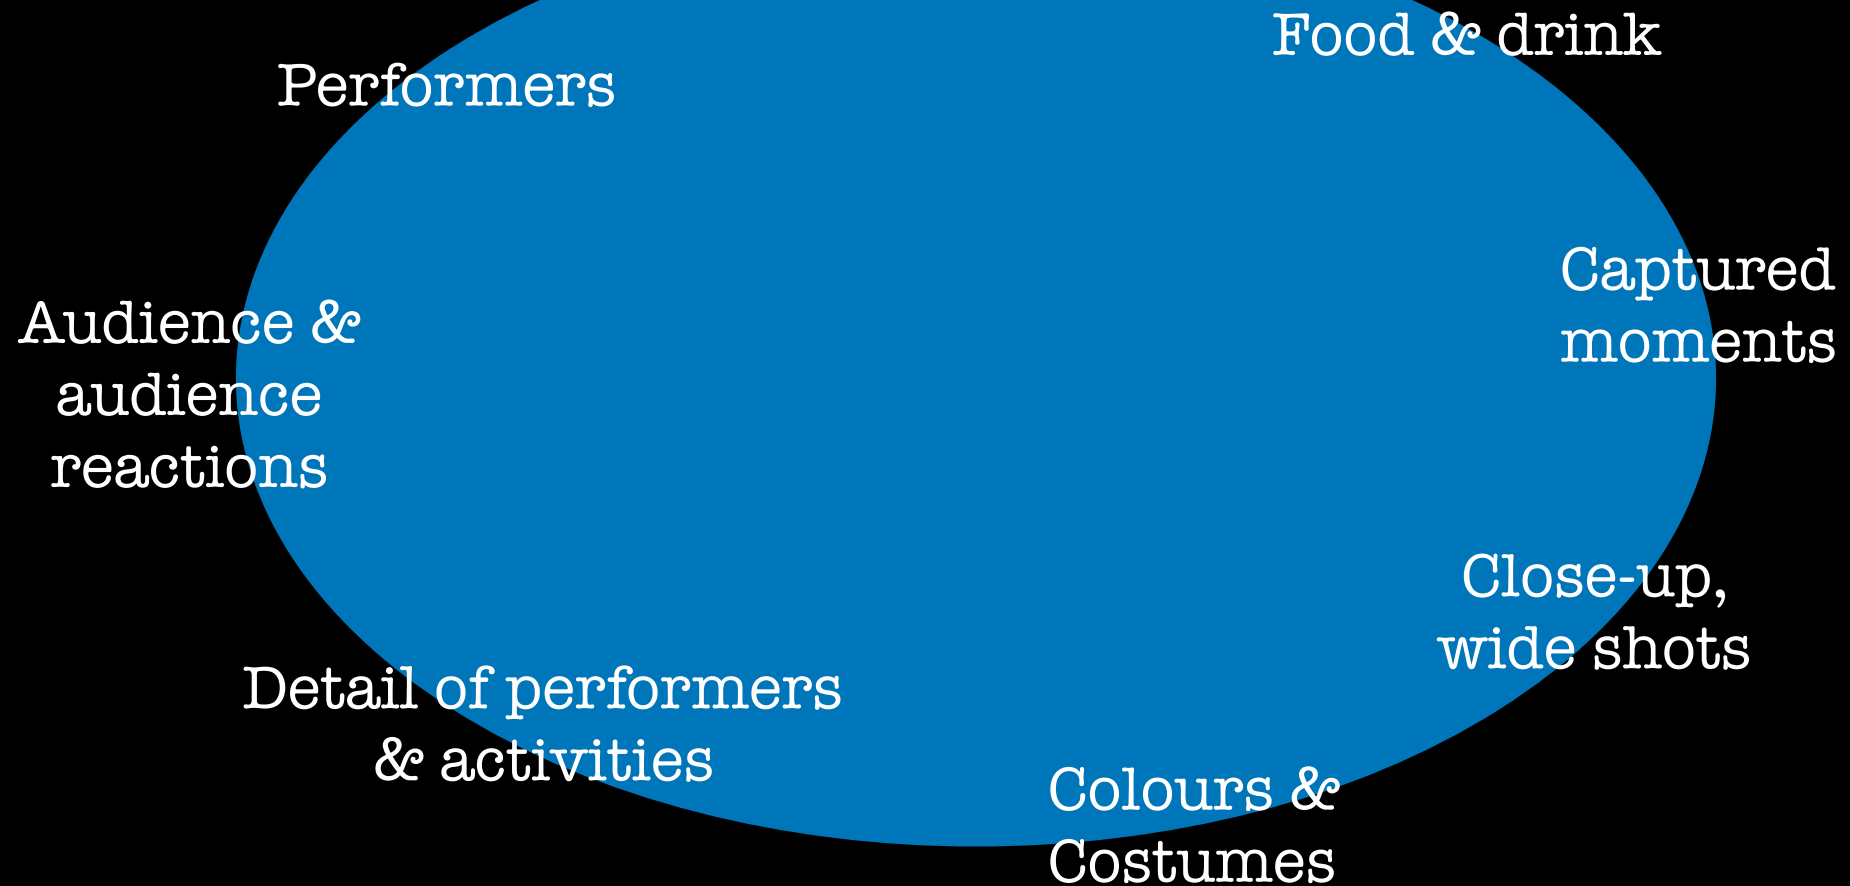 Food & drink
Performers
Captured
moments
Audience &
audience
reactions
Close-up,
wide shots
Detail of performers
& activities
Colours &
Costumes